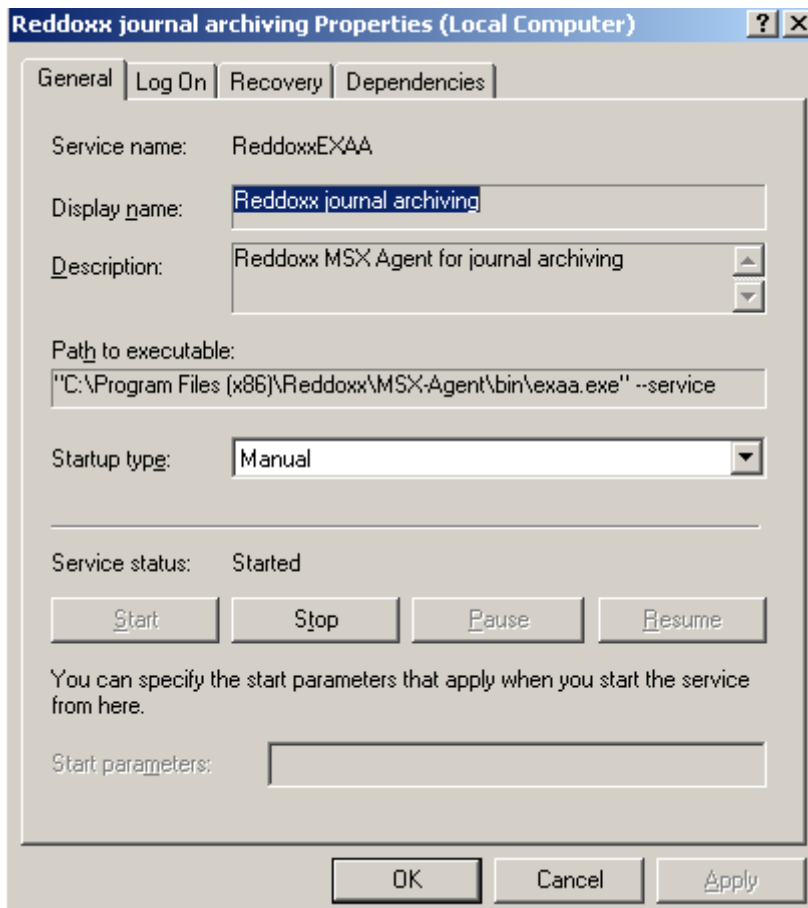 Reddoxx journal archiving Properties (Local Computer)
General Log On Recovery Dependencies
Service name: ReddoxxEXAA
Display name: Reddoxx journal archiving
Description: Reddoxx MSX Agent for journal archiving
Path to executable:
"C:\Program Files (x86)\Reddoxx\MSX-Agent\bin\exaa.exe" --service
Startup type: Manual
Service status: Started
Start Stop Pause Resume
You can specify the start parameters that apply when you start the service
from here.
Start parameters:
OK Cancel Apply